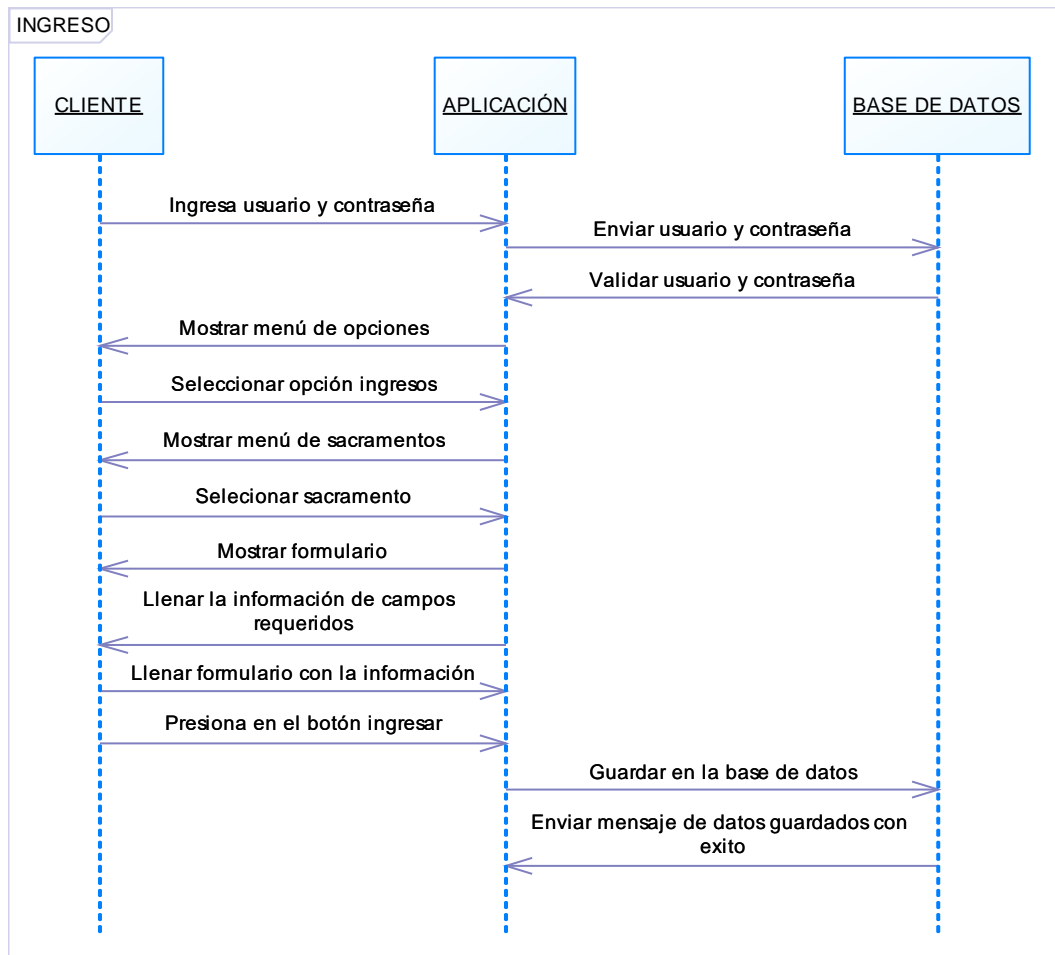 INGRESO
CLIENTE
APLICACIÓN
BASE DE DATOS
Ingresa usuario y contraseña
Enviar usuario y contraseña
Validar usuario y contraseña
Mostrar menú de opciones
Seleccionar opción ingresos
Mostrar menú de sacramentos
Selecionar sacramento
Mostrar formulario
Llenar la información de campos
requeridos
Llenar formulario con la información
Presiona en el botón ingresar
Guardar en la base de datos
Enviar mensaje de datos guardados con
exito